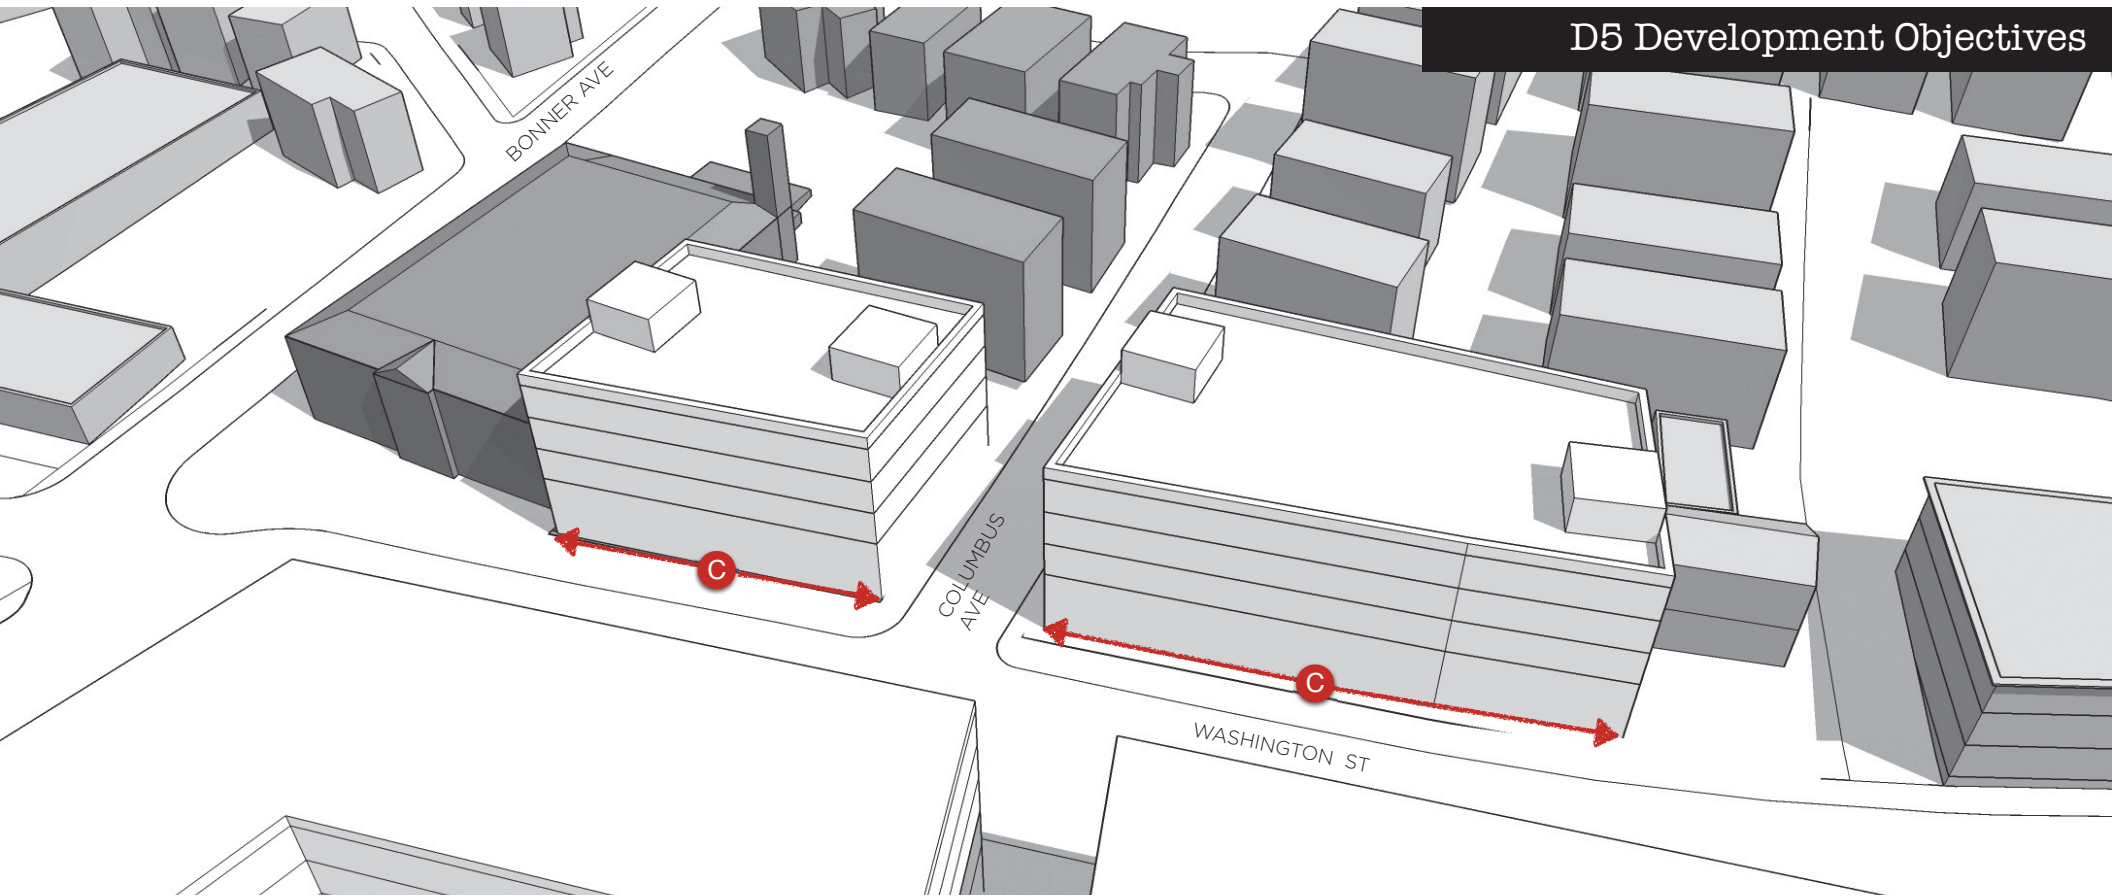 D5 Development Objectives
BONNER AVE
COLUMBUS
AVE
C
C
WASHINGTON ST